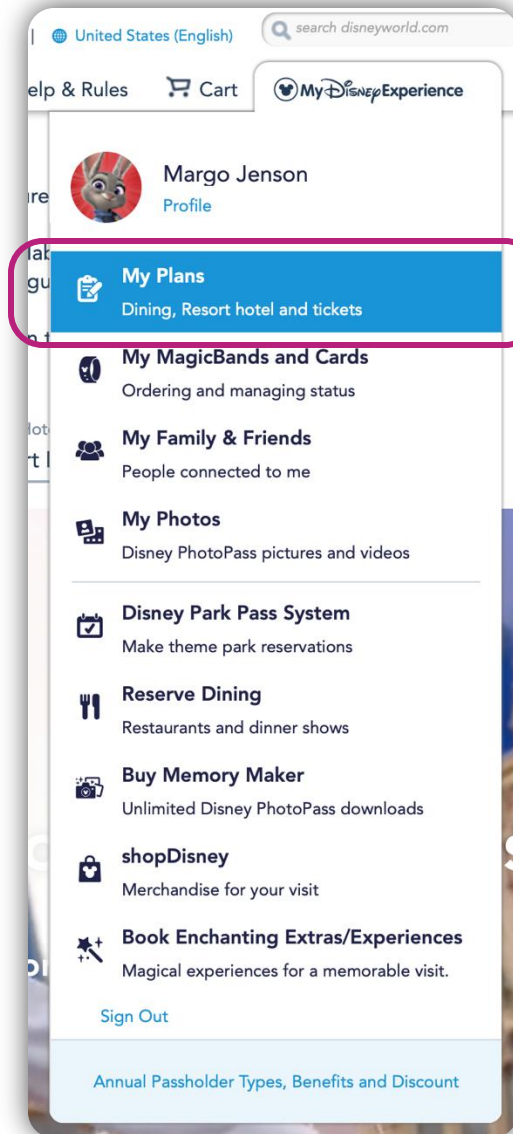 United States (English)
search disneyworld.com
elp & Rules
Cart
My Disney Experience
Margo Jenson
Profile
My Plans
Dining, Resort hotel and tickets
My MagicBands and Cards
Ordering and managing status
My Family & Friends
People connected to me
My Photos
Disney PhotoPass pictures and videos
Disney Park Pass System
Make theme park reservations
Reserve Dining
Restaurants and dinner shows
Buy Memory Maker
Unlimited Disney PhotoPass downloads
shopDisney
Merchandise for your visit
Book Enchanting Extras/Experiences
Magical experiences for a memorable visit.
Sign Out
Annual Passholder Types, Benefits and Discount